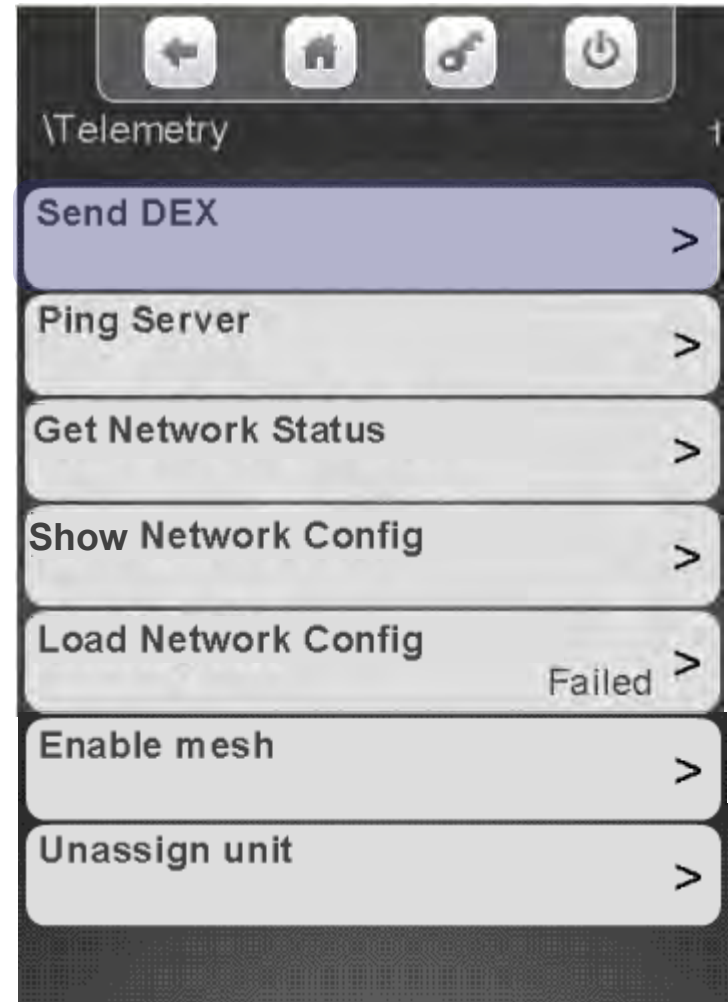 \Telemetry
Send DEX
>
Ping Server
>
Get Network Status
>
Show Network Config
>
Load Network Config
Failed >
Enable mesh
>
Unassign unit
>